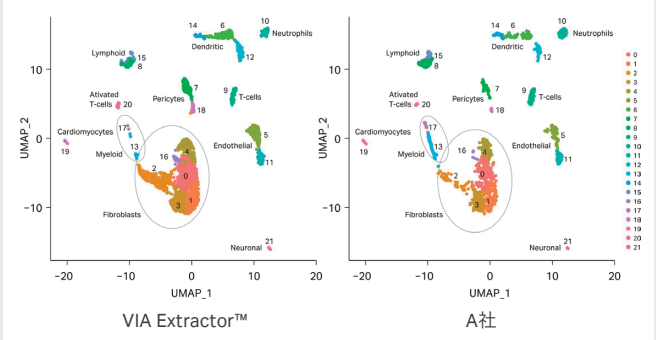 14
6
10
Neutrophils
Dendritic
12
Lymphoid
15
8
10
7
Pericytes
18
9
T-cells
Ativated
T-cells
20
Cardiomyocytes
17
19
13
Myeloid
0
16
4
2
0
3
1
Endothelial
5
11
Fibroblasts
−10
Neuronal
21
UMAP_2
−20
−10
0
10
20
UMAP_1
VIA Extractor™
14
6
10
Neutrophils
Dendritic
12
Lymphoid
15
8
10
7
Pericytes
4
18
9
T-cells
Ativated
T-cells
20
Cardiomyocytes
17
19
13
Myeloid
0
16
4
2
0
3
1
Endothelial
5
11
Fibroblasts
−10
Neuronal
21
UMAP_2
−20
−10
0
10
20
UMAP_1
A社
0
1
2
3
4
5
6
7
8
9
10
11
12
13
14
15
16
17
18
19
20
21